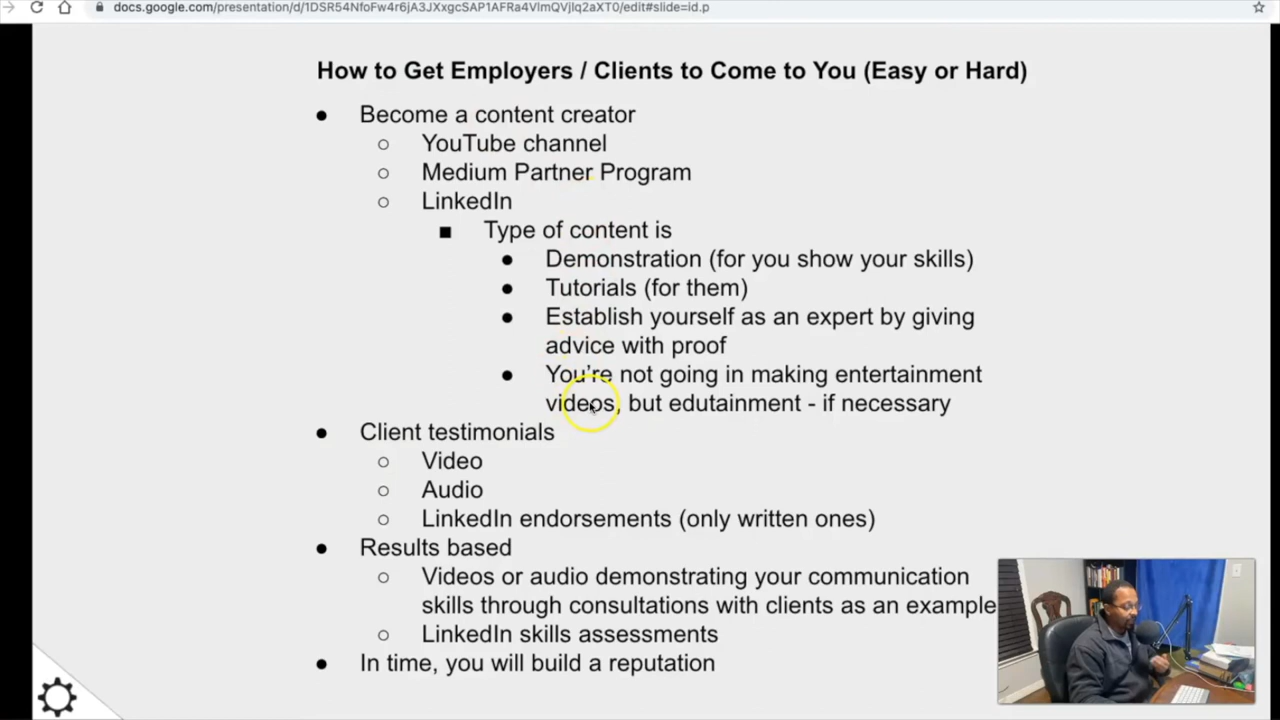 docs.google.com/presentation/d/1DSR54NfoFw4r6jA3JXxgcSAP1AFRa4VlmQVjlq2aXT0/edit#slide=id.p
How to Get Employers / Clients to Come to You (Easy or Hard)
● Become a content creator
○ YouTube channel
○ Medium Partner Program
○ LinkedIn
■ Type of content is
● Demonstration (for you show your skills)
● Tutorials (for them)
● Establish yourself as an expert by giving
advice with proof
● You're not going in making entertainment
videos, but edutainment - if necessary
● Client testimonials
○ Video
○ Audio
○ LinkedIn endorsements (only written ones)
● Results based
○ Videos or audio demonstrating your communication
skills through consultations with clients as an example
○ LinkedIn skills assessments
● In time, you will build a reputation